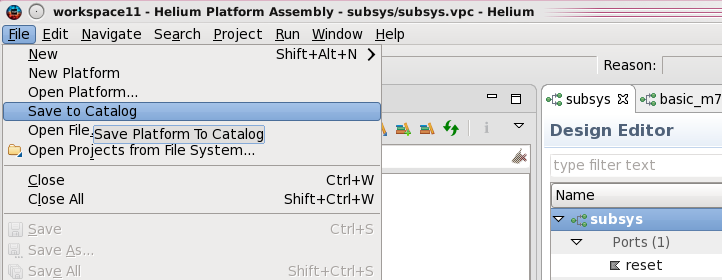 workspace11 - Helium Platform Assembly - subsys/subsys.vpc - Helium
File Edit Navigate Search Project Run Window Help
New Shift+Alt+N
New Platform
Open Platform...
Save to Catalog
Open File
Save Platform To Catalog
Open Projects from File System...
Close Ctrl+W
Close All Shift+Ctrl+W
Save Ctrl+S
Save As...
Save All Shift+Ctrl+S
Reason:
subsys basic_m7
Design Editor
type filter text
Name
subsys
Ports (1)
reset